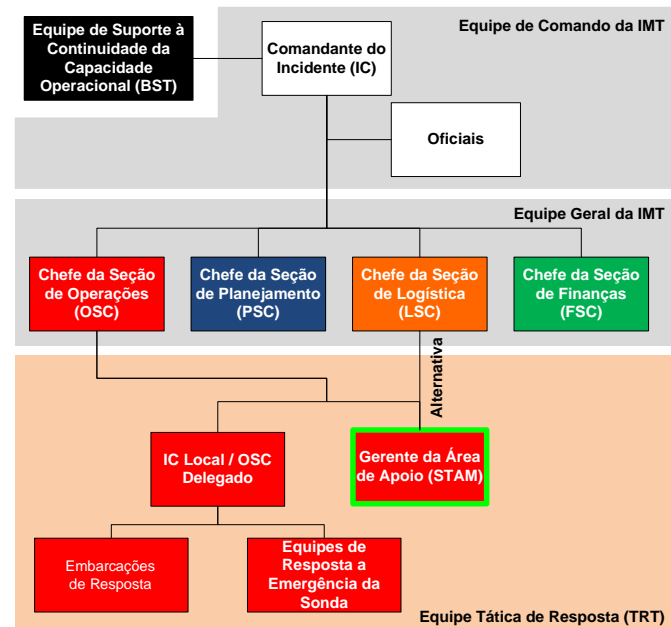 Equipe de Suporte à
Continuidade da
Capacidade
Operacional (BST)
Comandante do
Incidente (IC)
Equipe de Comando da IMT
Oficiais
Equipe Geral da IMT
Chefe da Seção
de Operações
(OSC)
Chefe da Seção
de Planejamento
(PSC)
Chefe da Seção
de Logística
(LSC)
Chefe da Seção
de Finanças
(FSC)
Alternativa
IC Local / OSC
Delegado
Gerente da Área
de Apoio (STAM)
Embarcações
de Resposta
Equipes de
Resposta a
Emergência da
Sonda
Equipe Tática de Resposta (TRT)